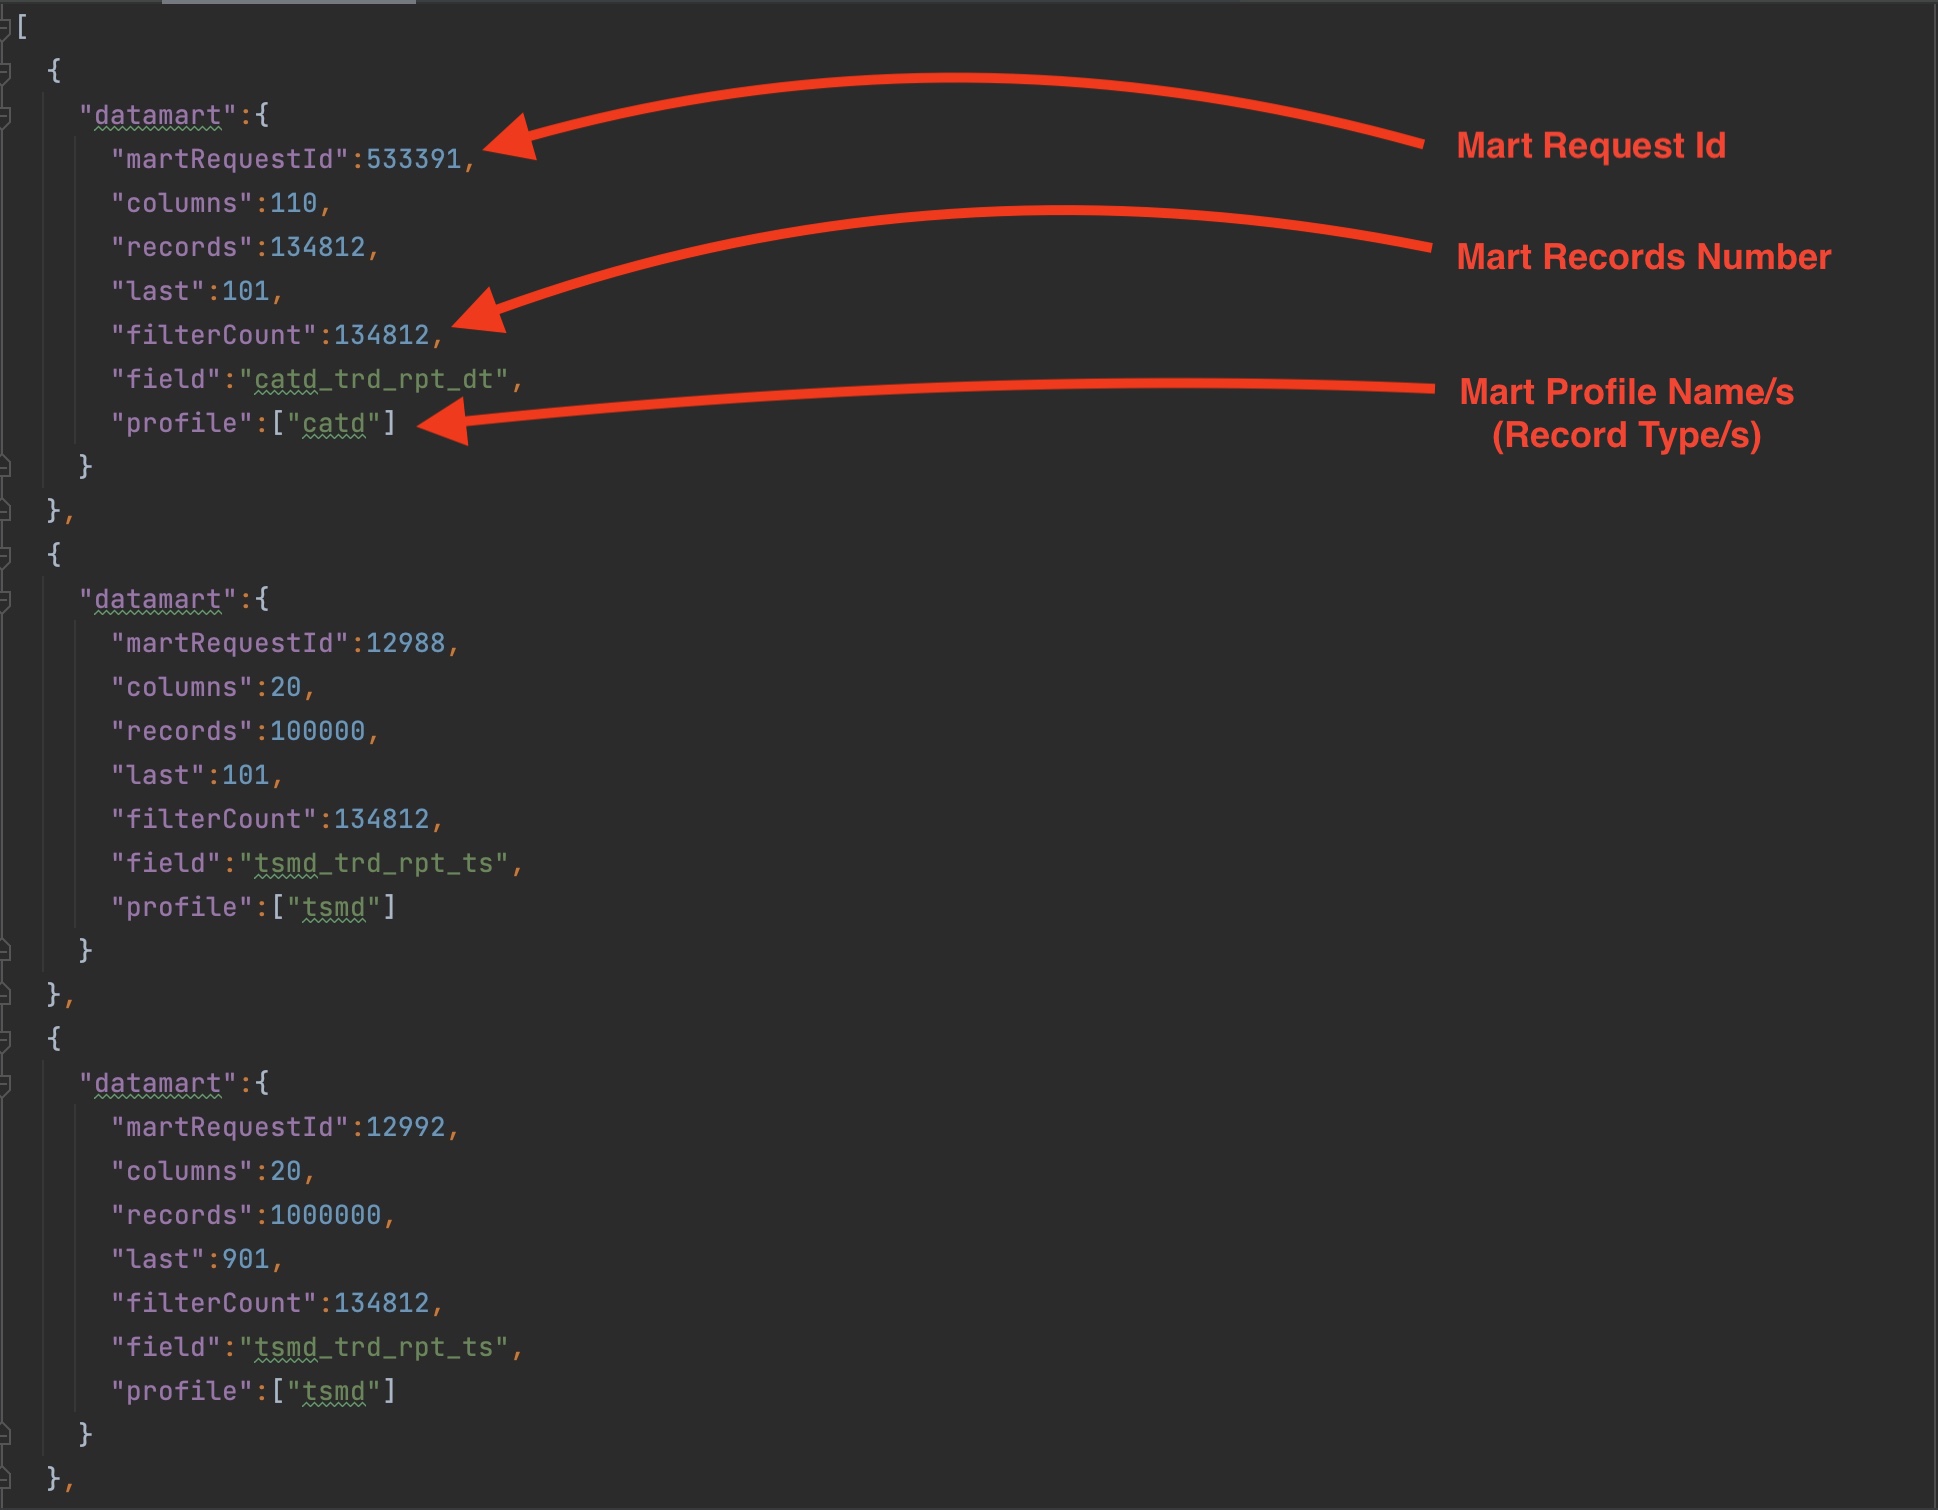 [
{
"datamart":{
"martRequestId":533391,
Mart Request Id
"columns":110,
"records":134812,
Mart Records Number
"last":101,
"filterCount":134812,
"field":"catd_trd_rpt_dt",
Mart Profile Name/s
"profile":["catd"]
(Record Type/s)
}
},
{
"datamart":{
"martRequestId":12988,
"columns":20,
"records":100000,
"last":101,
"filterCount":134812,
"field":"tsmd_trd_rpt_ts",
"profile":["tsmd"]
}
},
{
"datamart":{
"martRequestId":12992,
"columns":20,
"records":1000000,
"last":901,
"filterCount":134812,
"field":"tsmd_trd_rpt_ts",
"profile":["tsmd"]
}
},